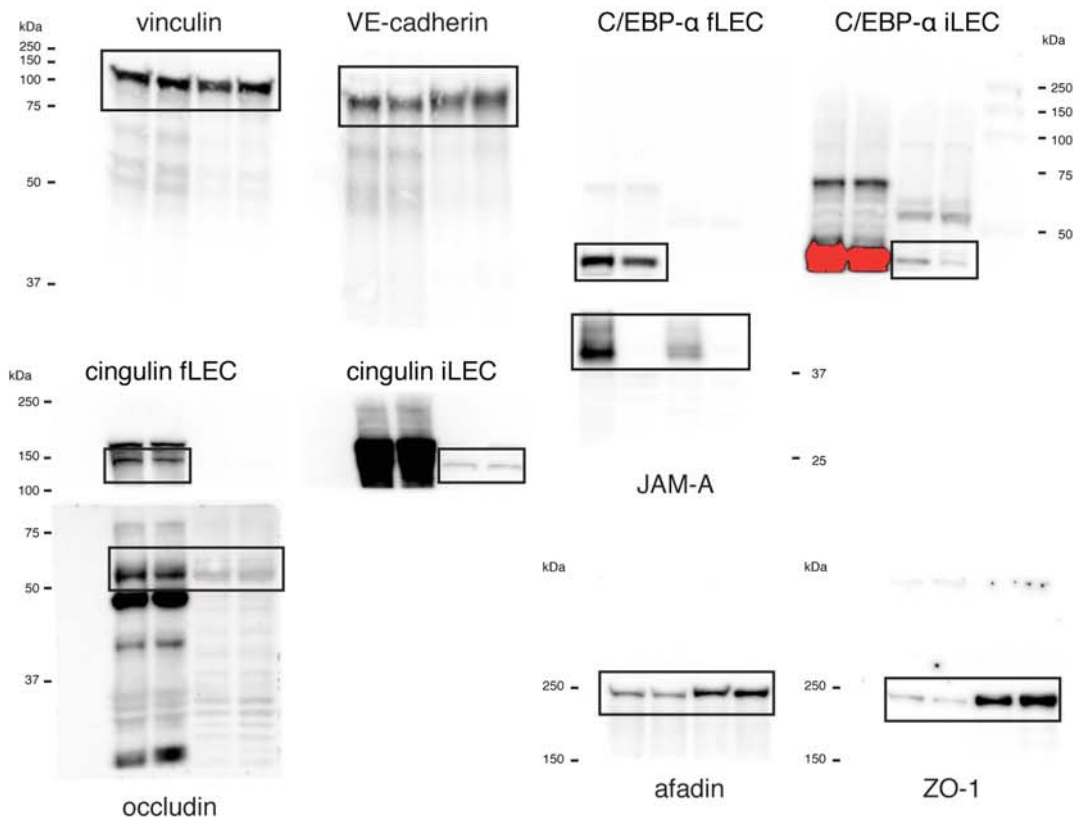 kDa
vinculin
250
150
100
75
50
37
VE-cadherin
C/EBP-α fLEC
C/EBP-α iLEC
kDa
250
150
100
75
50
37
25
JAM-A
kDa
cingulin fLEC
250
150
100
75
50
37
occludin
cingulin iLEC
kDa
250
150
afadin
kDa
250
150
ZO-1